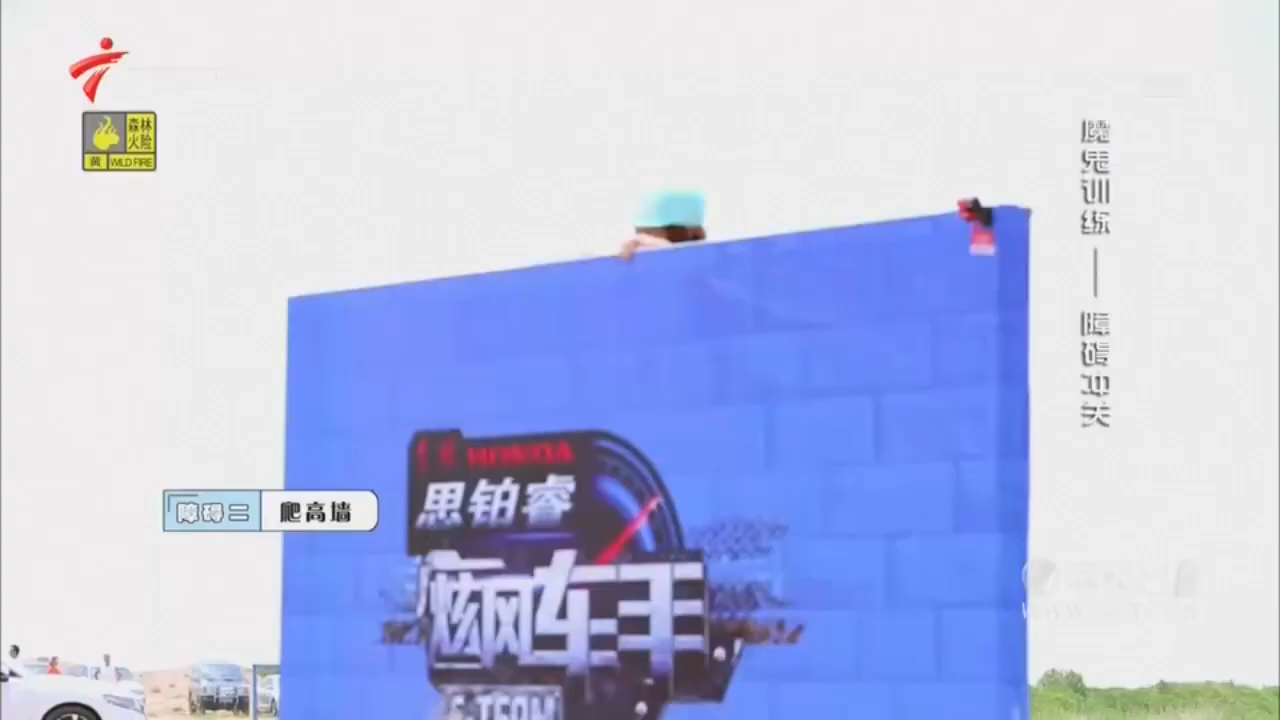 森林
火险
黄 WILD FIRE
魔鬼训练 — 障碍冲关
障碍二 爬高墙
HONDA
思铂睿
炫风车手